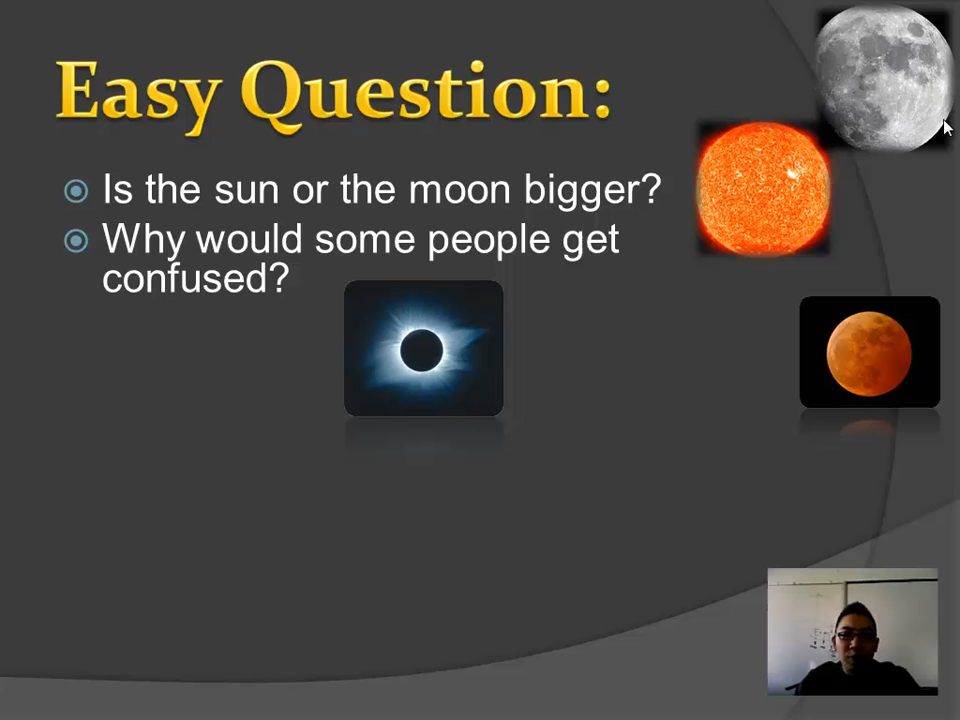 Easy Question:
Is the sun or the moon bigger?
Why would some people get
confused?